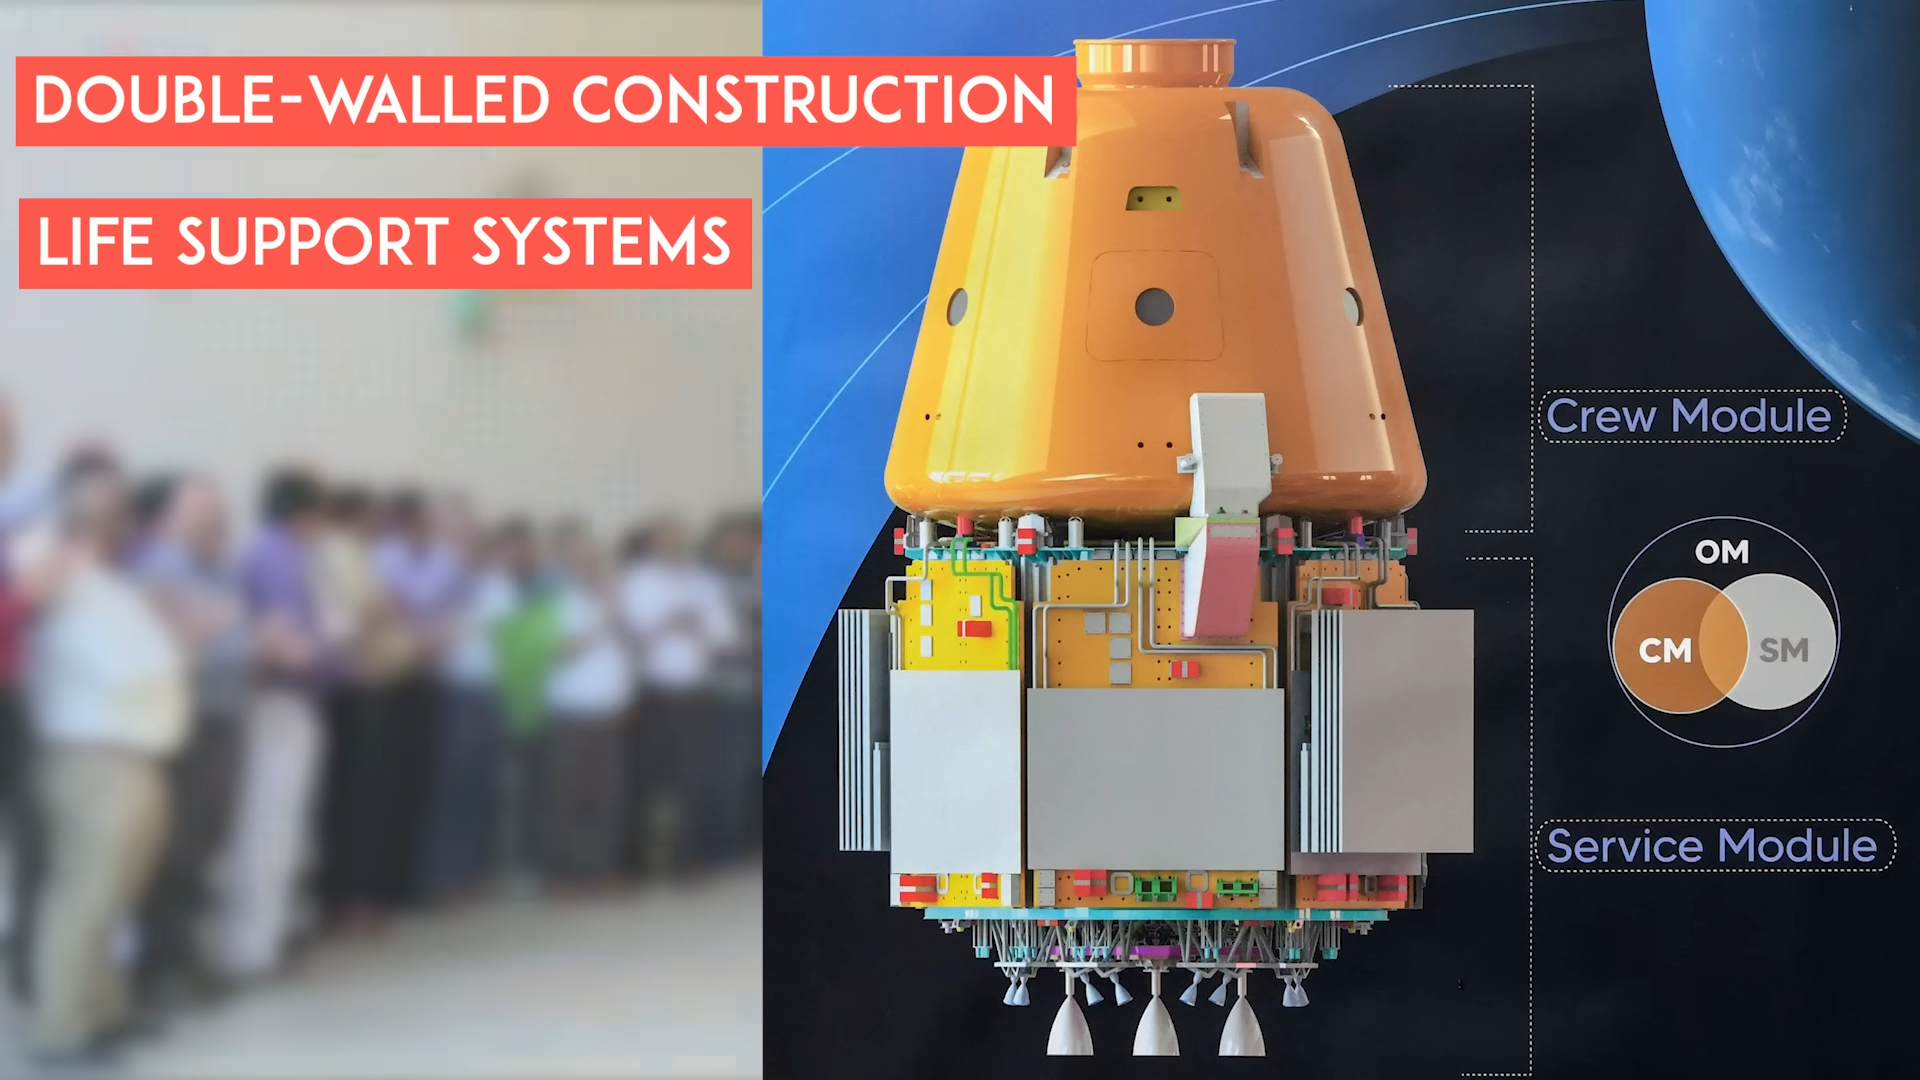 DOUBLE-WALLED CONSTRUCTION
LIFE SUPPORT SYSTEMS
Crew Module
OM
CM
SM
Service Module